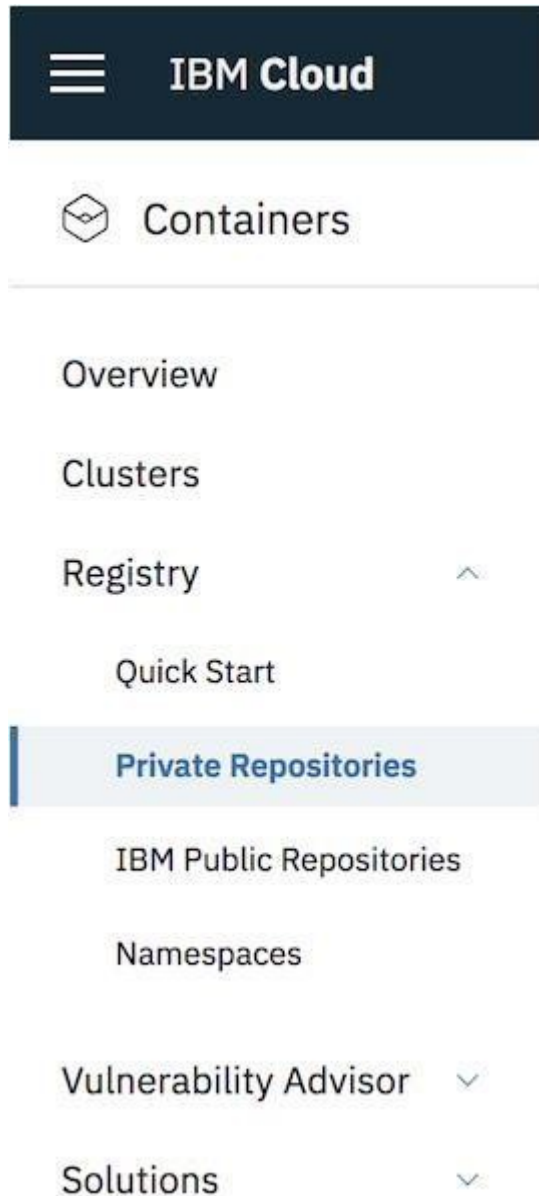 IBM Cloud
Containers
Overview
Clusters
Registry
Quick Start
Private Repositories
IBM Public Repositories
Namespaces
Vulnerability Advisor
Solutions